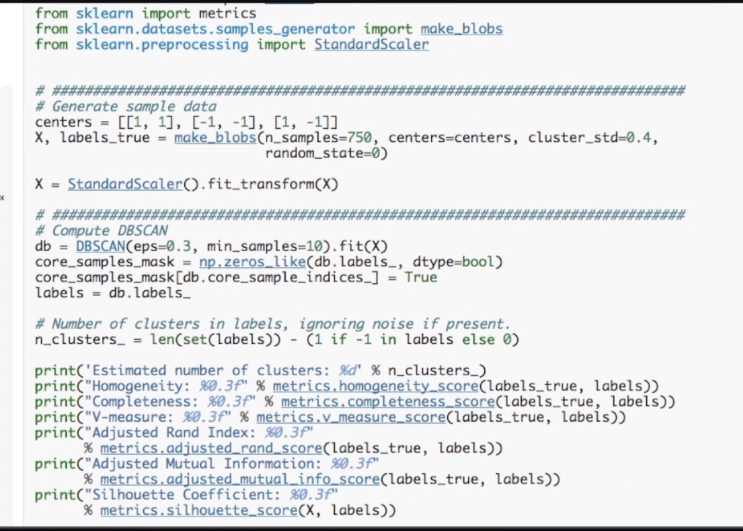 from sklearn import metrics
from sklearn.datasets.samples_generator import make_blobs
from sklearn.preprocessing import StandardScaler
# #############################################################################
# Generate sample data
centers = [[1, 1], [-1, -1], [1, -1]]
X, labels_true = make_blobs(n_samples=750, centers=centers, cluster_std=0.4,
                            random_state=0)
X = StandardScaler().fit_transform(X)
# #############################################################################
# Compute DBSCAN
db = DBSCAN(eps=0.3, min_samples=10).fit(X)
core_samples_mask = np.zeros_like(db.labels_, dtype=bool)
core_samples_mask[db.core_sample_indices_] = True
labels = db.labels_
# Number of clusters in labels, ignoring noise if present.
n_clusters_ = len(set(labels)) - (1 if -1 in labels else 0)
print('Estimated number of clusters: %d' % n_clusters_)
print("Homogeneity: %0.3f" % metrics.homogeneity_score(labels_true, labels))
print("Completeness: %0.3f" % metrics.completeness_score(labels_true, labels))
print("V-measure: %0.3f" % metrics.v_measure_score(labels_true, labels))
print("Adjusted Rand Index: %0.3f"
      % metrics.adjusted_rand_score(labels_true, labels))
print("Adjusted Mutual Information: %0.3f"
      % metrics.adjusted_mutual_info_score(labels_true, labels))
print("Silhouette Coefficient: %0.3f"
      % metrics.silhouette_score(X, labels))